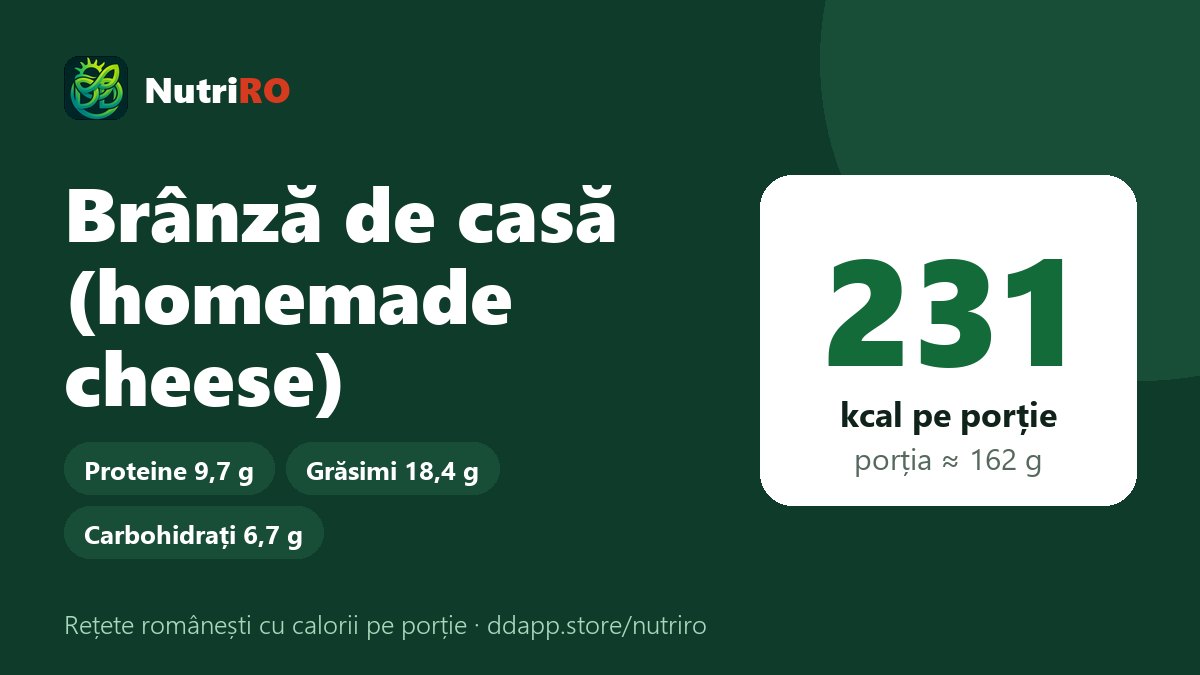 NutriRO
Brânză de casă
(homemade
cheese)
Proteine 9,7 g
Grăsimi 18,4 g
Carbohidrați 6,7 g
231
kcal pe porție
porția ≈ 162 g
Rețete românești cu calorii pe porție · ddapp.store/nutriro